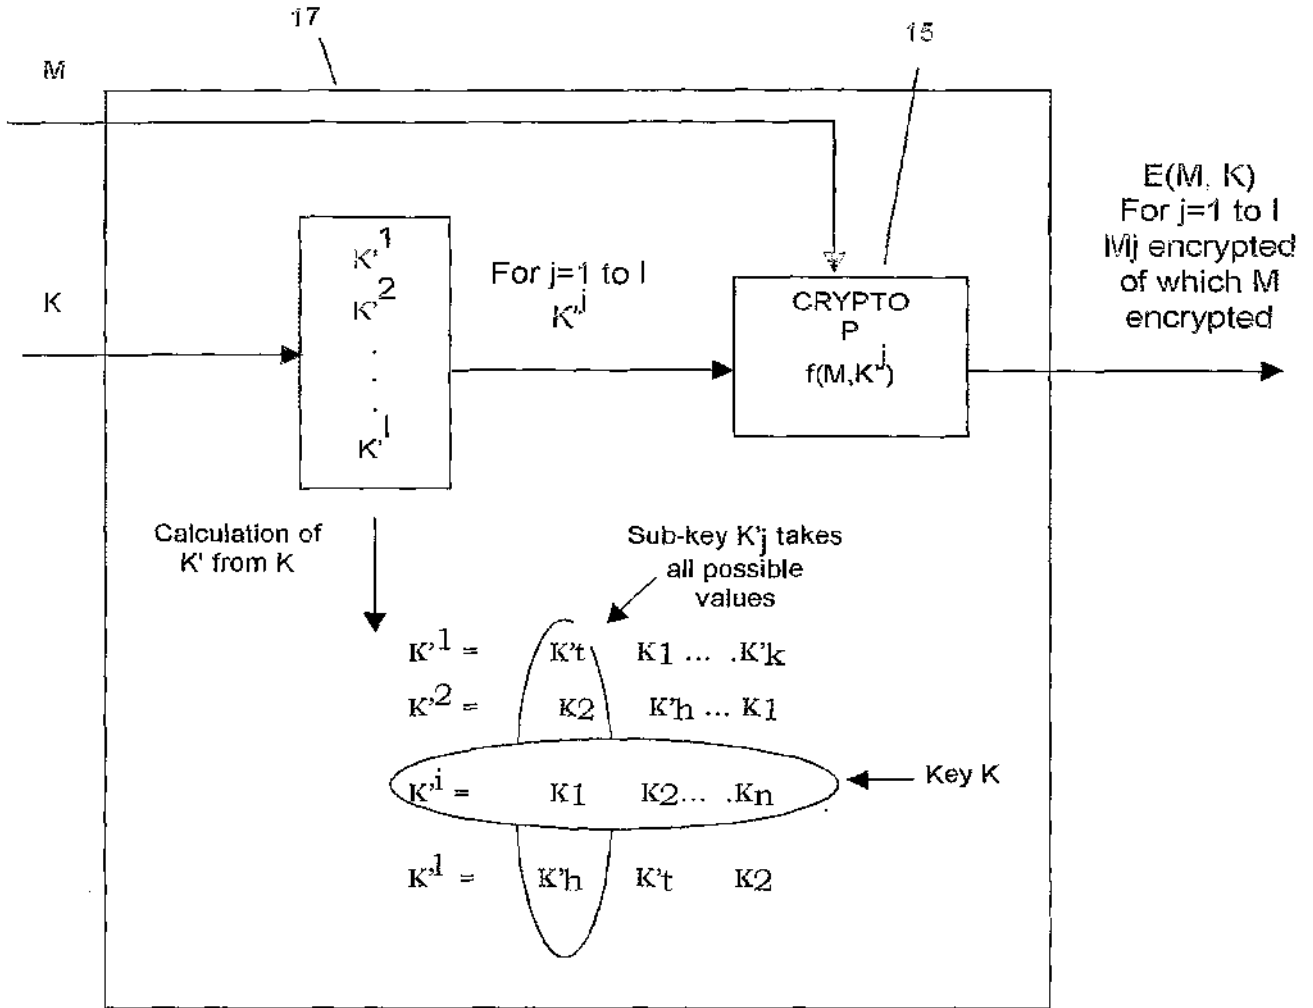 17
15
M
E(M, K)
For j=1 to l
Mj encrypted
of which M
encrypted
K
K'1
K'2
.
.
.
K'l
For j=1 to l
K'j
CRYPTO
P
f(M,K'j)
Calculation of
K' from K
Sub-key K'j takes
all possible
values
K'1 = K't K1 ... .K'k
K'2 = K2 K'h ... K1
K'i = K1 K2... .Kn
Key K
K'l = K'h K't K2